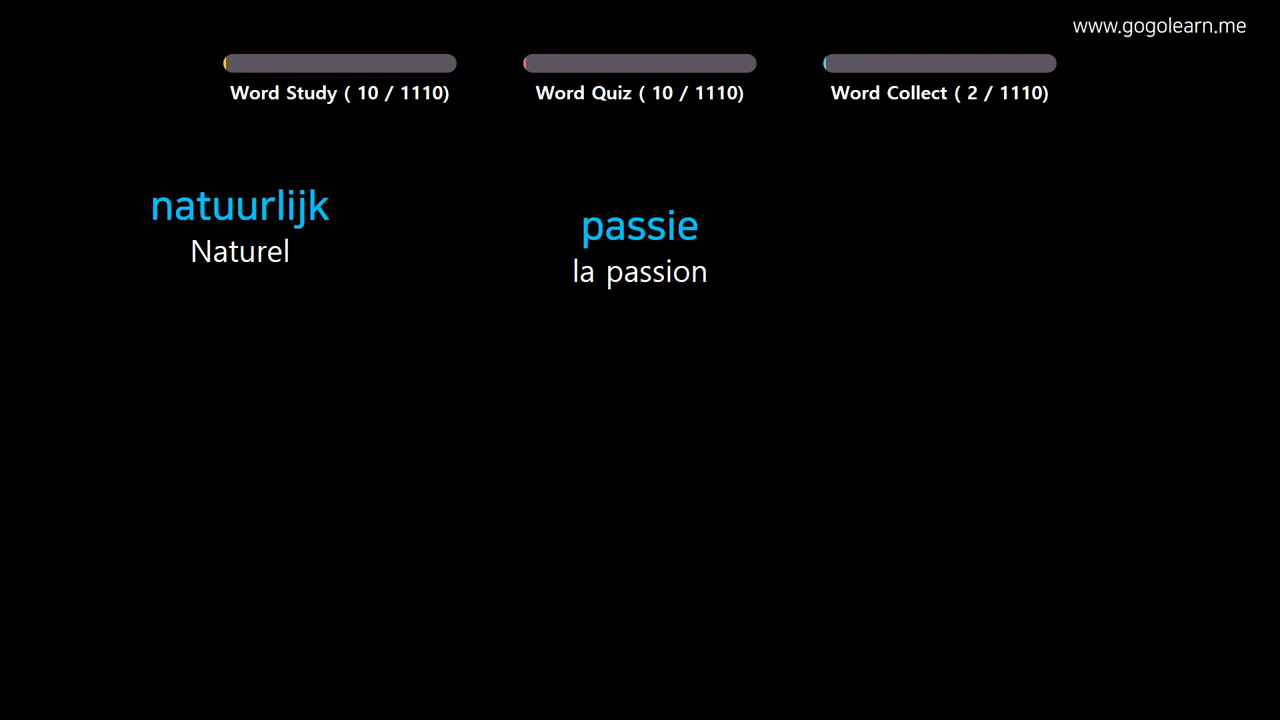 www.gogolearn.me
Word Study ( 10 / 1110)
Word Quiz ( 10 / 1110)
Word Collect ( 2 / 1110)
natuurlijk
Naturel
passie
la passion